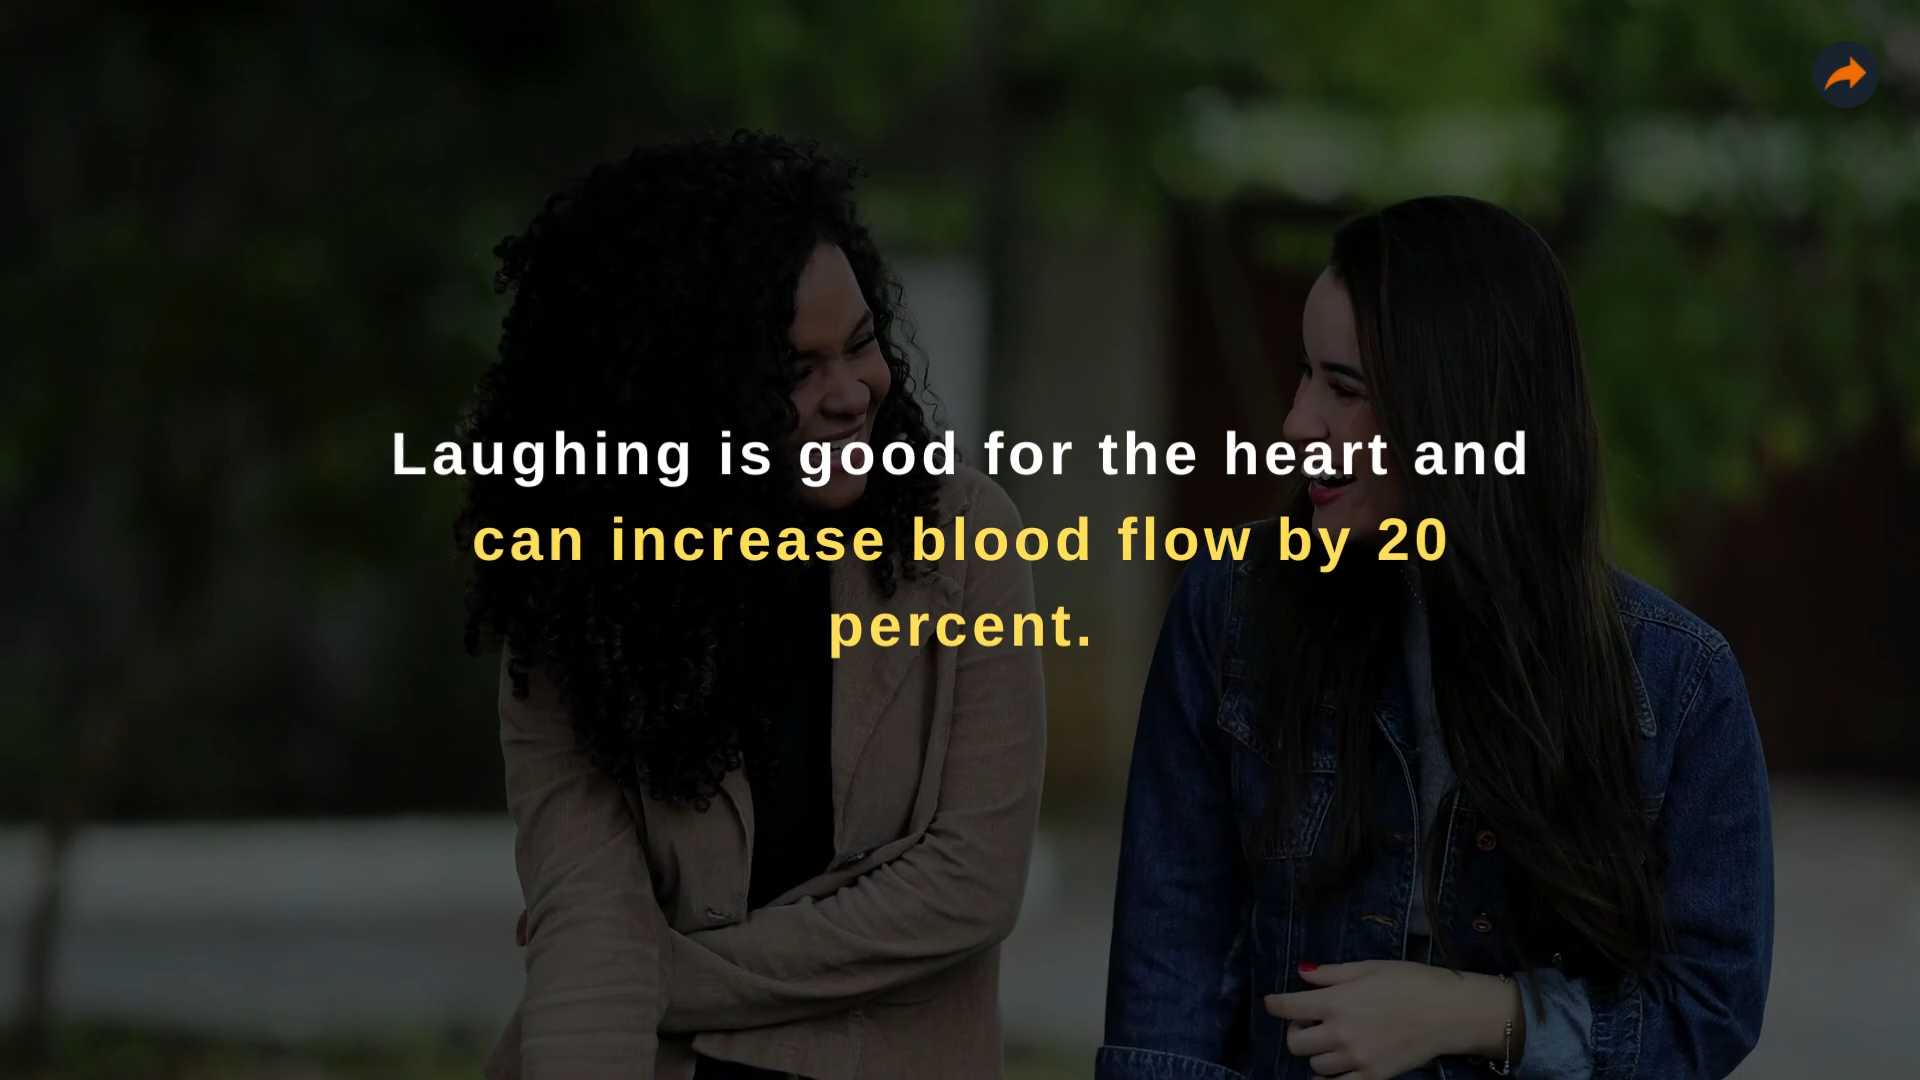 Laughing is good for the heart and
can increase blood flow by 20
percent.